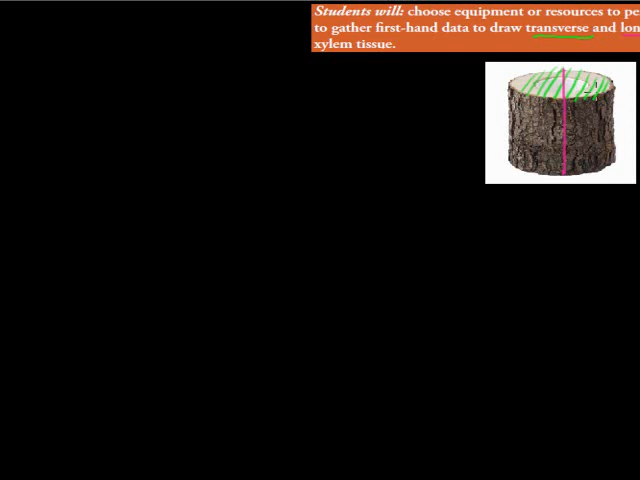 Students will: choose equipment or resources to pe
to gather first-hand data to draw transverse and lon
xylem tissue.